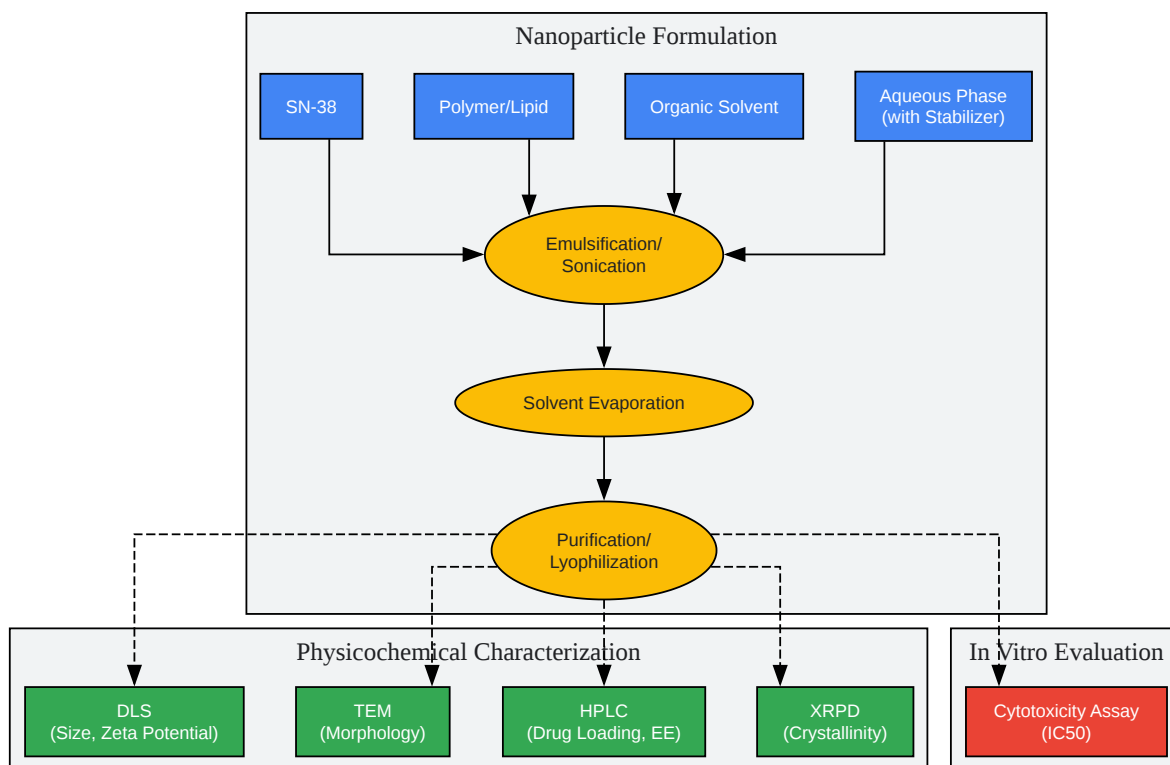 Nanoparticle Formulation
SN-38
Polymer/Lipid
Organic Solvent
Aqueous Phase
(with Stabilizer)
Emulsification/
Sonication
Solvent Evaporation
Purification/
Lyophilization
Physicochemical Characterization
DLS
(Size, Zeta Potential)
TEM
(Morphology)
HPLC
(Drug Loading, EE)
XRPD
(Crystallinity)
In Vitro Evaluation
Cytotoxicity Assay
(IC50)